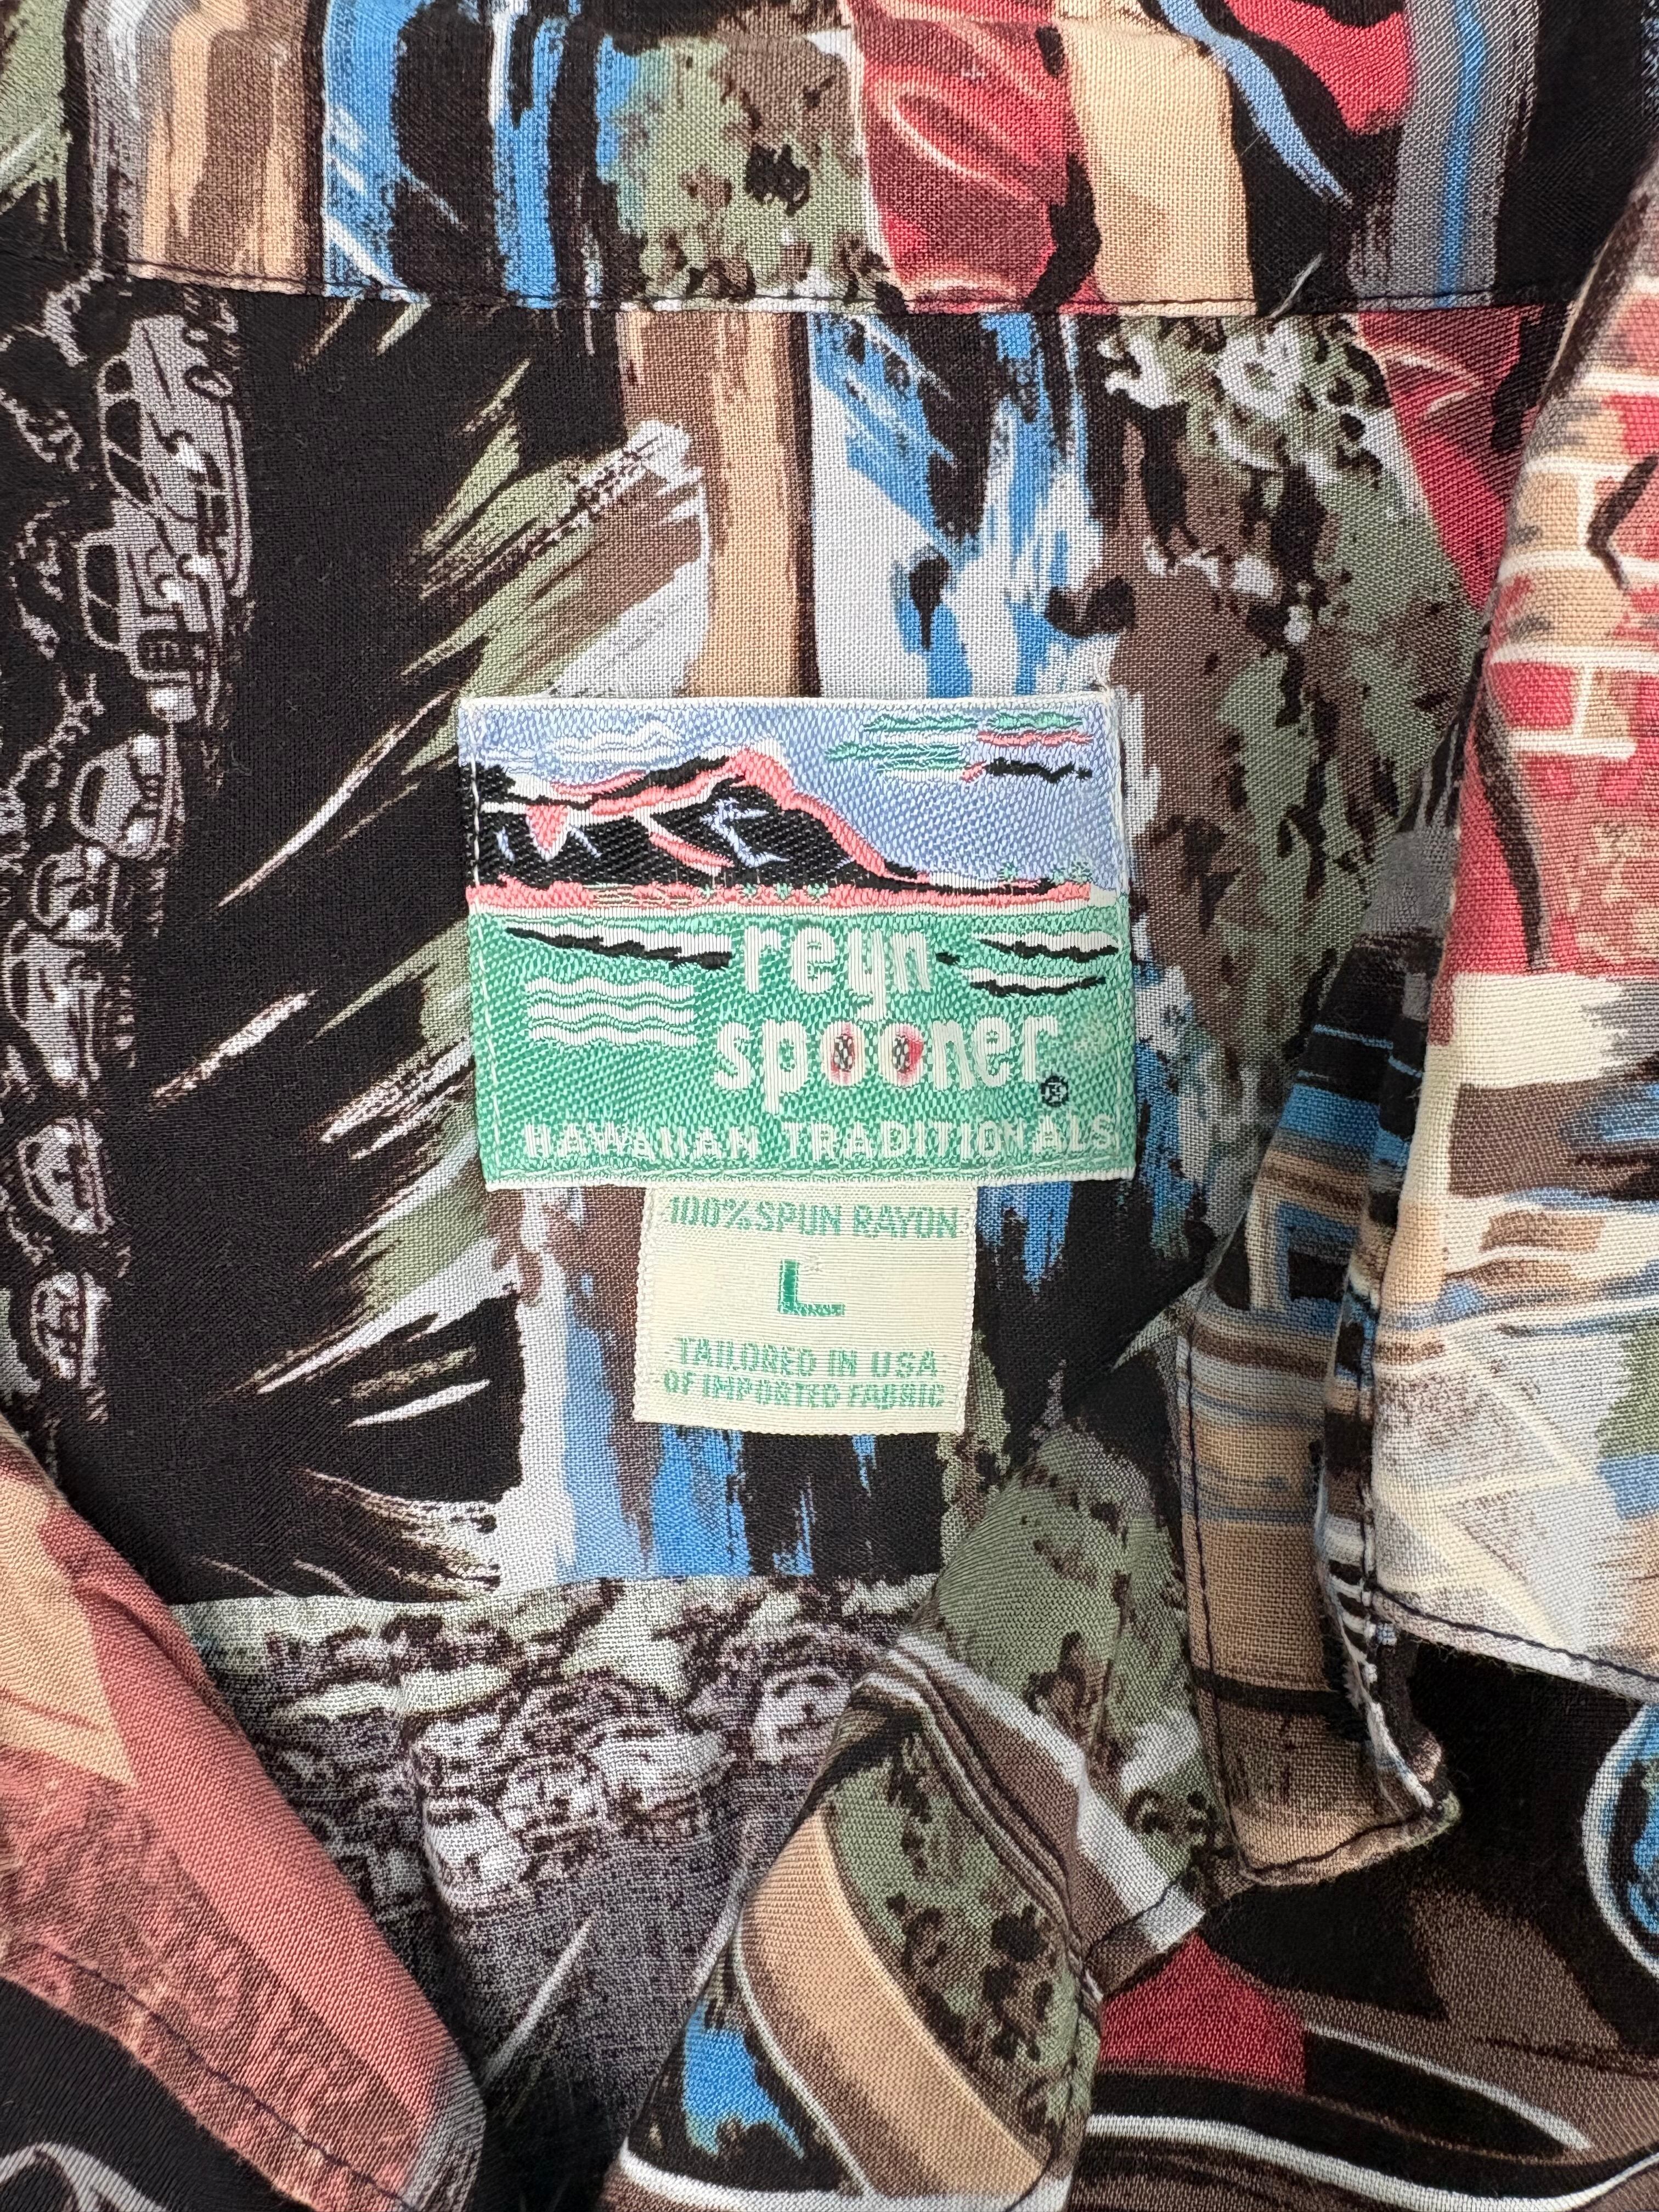 reyn
spooner®
HAWAIIAN TRADITIONALS
100% SPUN RAYON
L
TAILORED IN USA
OF IMPORTED FABRIC